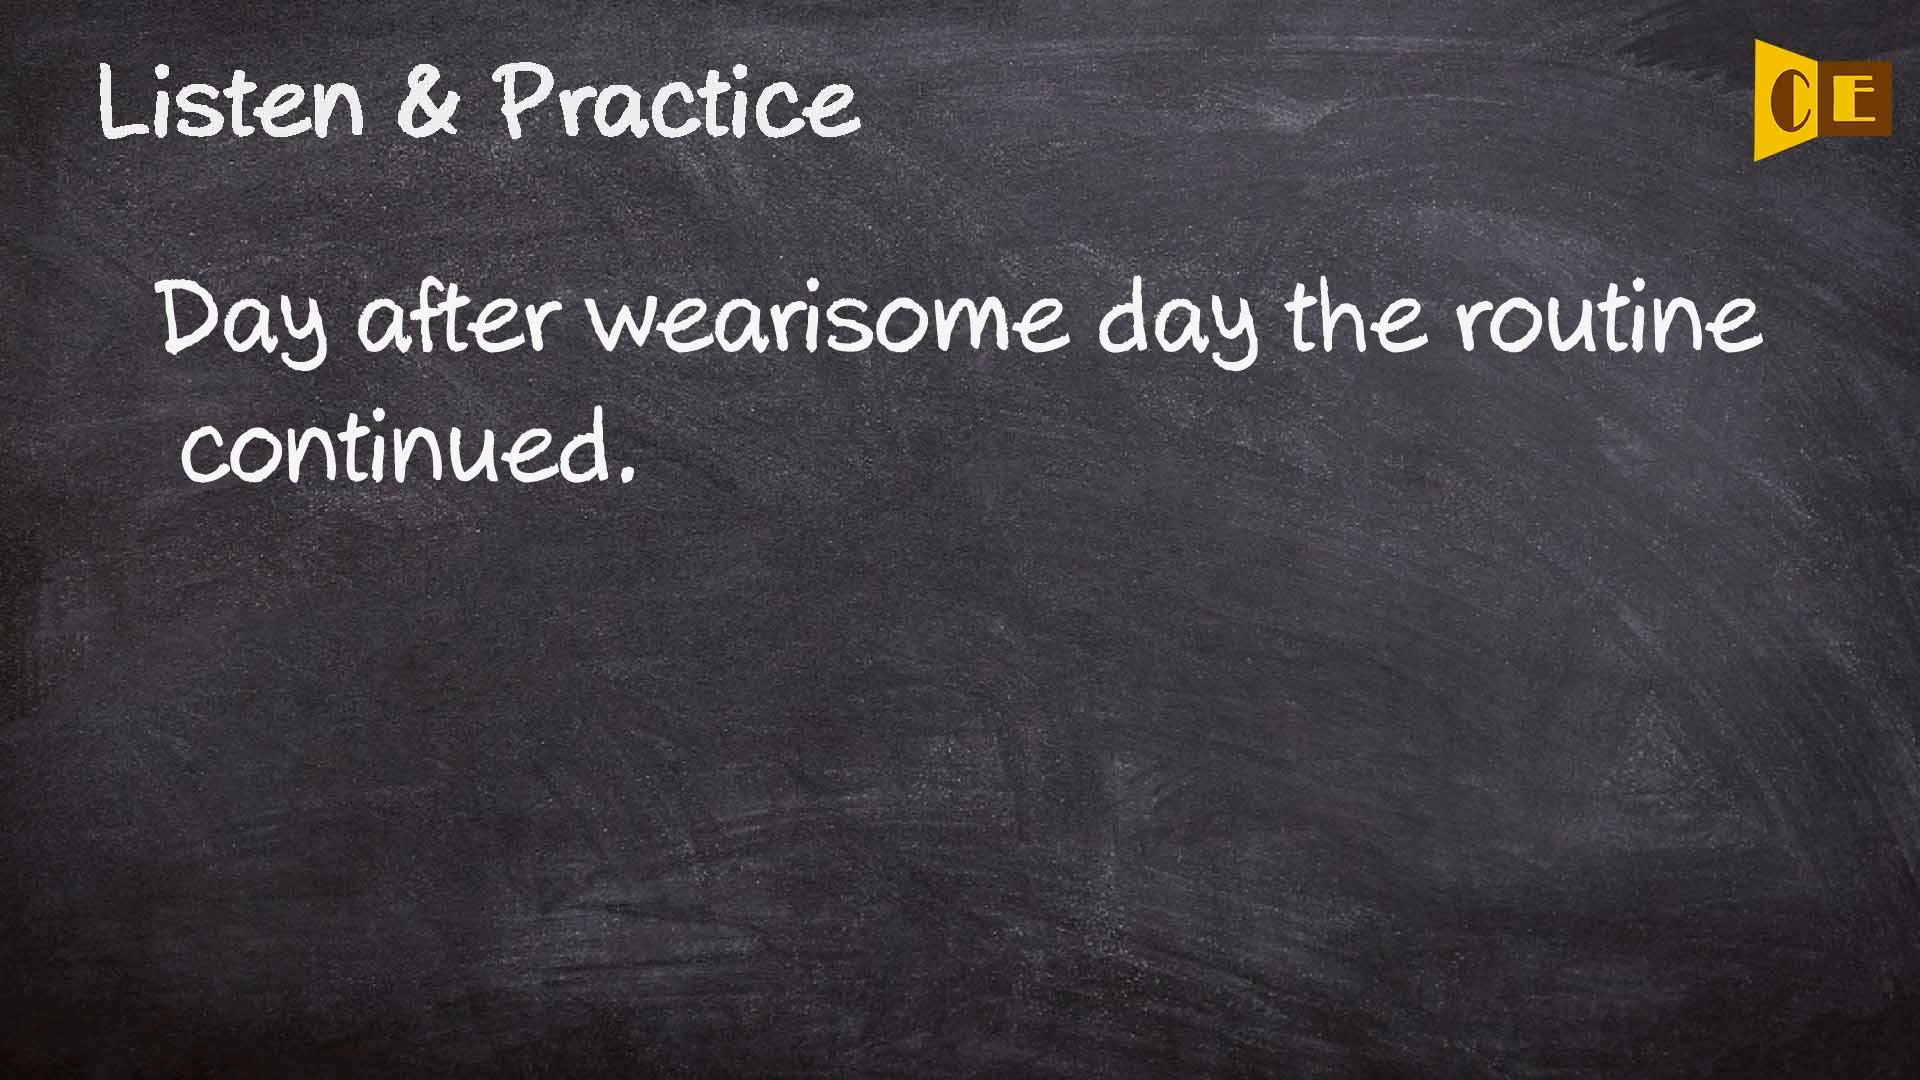 Listen & Practice
CE
Day after wearisome day the routine
continued.